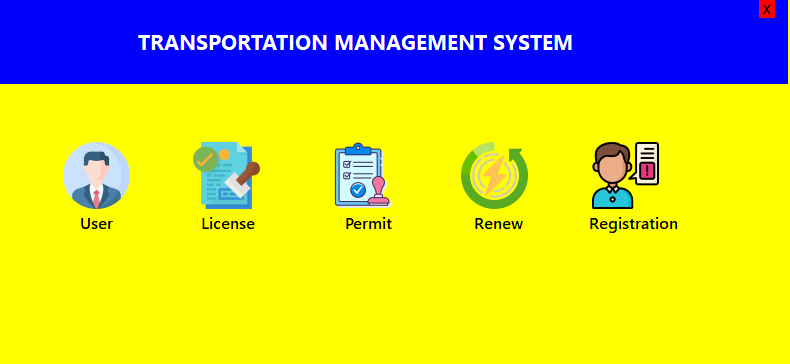 X
TRANSPORTATION MANAGEMENT SYSTEM
User
License
Permit
Renew
Registration